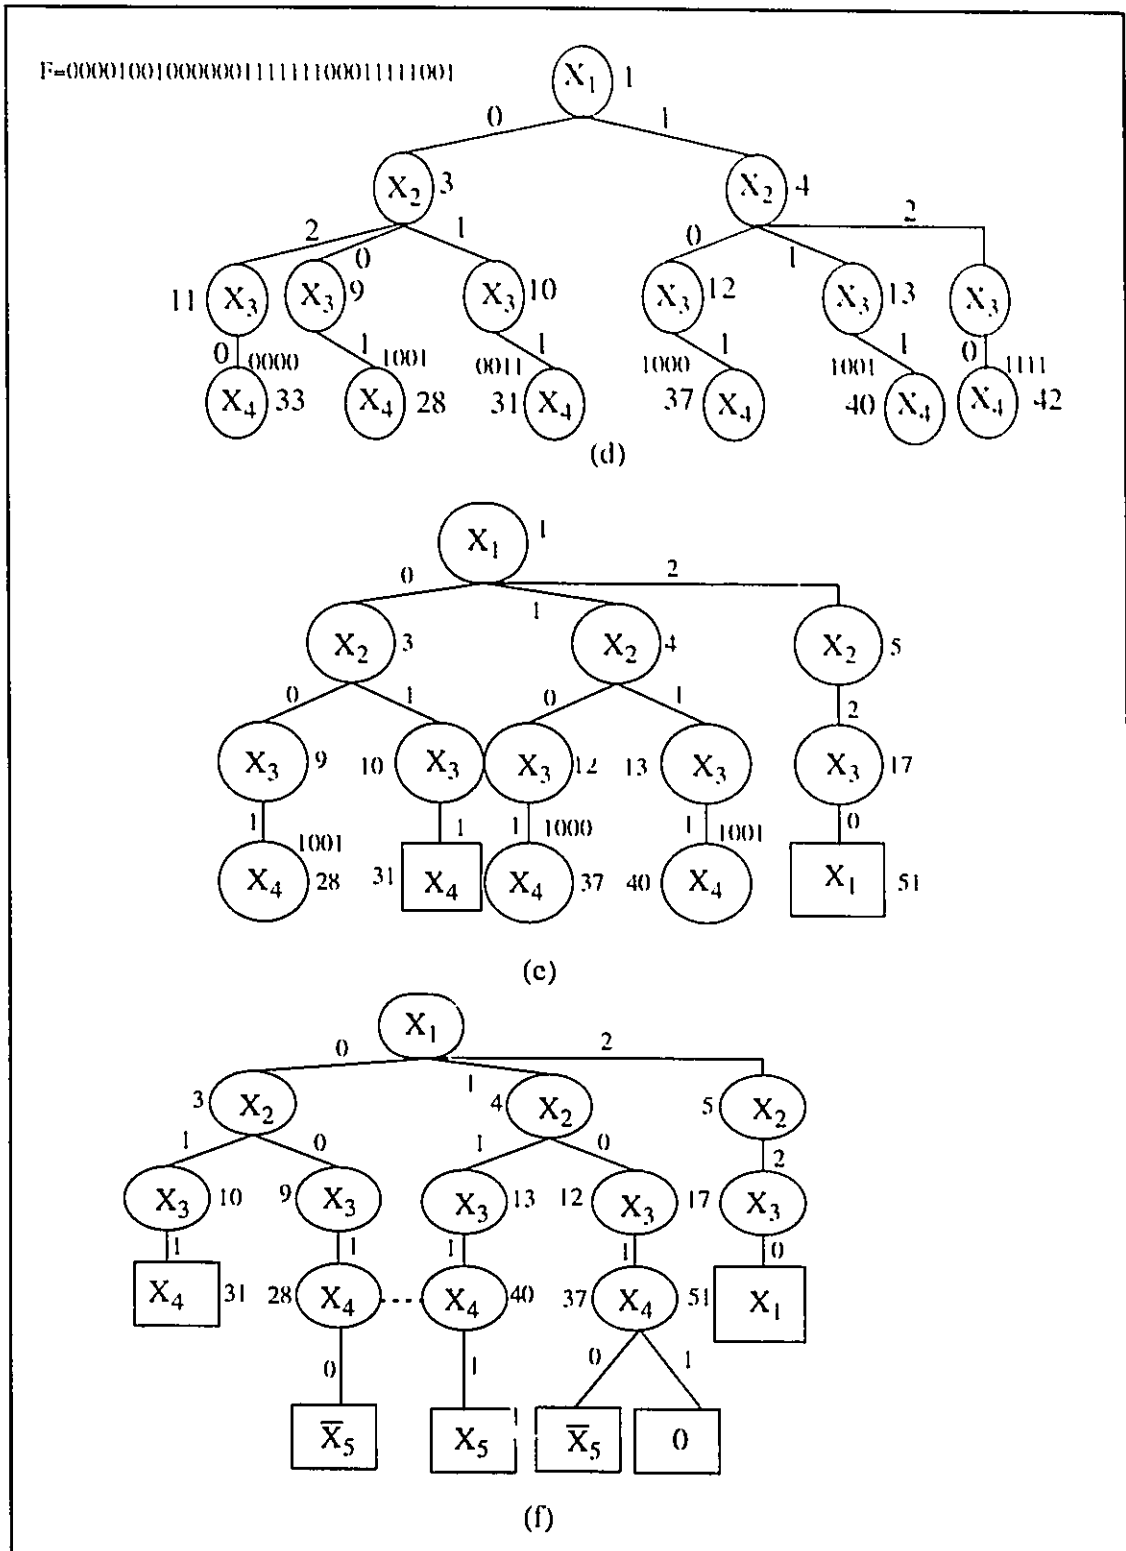 F=00001001000000111111100011111001
X1 1
0 1
X2 3 X2 4
2 0 1 0 1 2
11 X3 X3 9 X3 10 X3 12 X3 13 X3
0 0000 1 1001 0011 1 1000 1 1001 1 0 1111
X4 33 X4 28 31 X4 37 X4 40 X4 X4 42
(d)
X1 1
0 1 2
X2 3 X2 4 X2 5
0 1 0 1 2
X3 9 10 X3 X3 12 13 X3 X3 17
1 1001 1 1 1000 1 1001 0
X4 28 31 X4 X4 37 40 X4 X1 51
(e)
X1
0 1 2
3 X2 4 X2 5 X2
1 0 1 0 2
X3 10 9 X3 X3 13 12 X3 17 X3
1 1 1 1 0
X4 31 28 X4 X4 40 37 X4 51 X1
0 1 0 1
X̅5 X5 X̅5 0
(f)